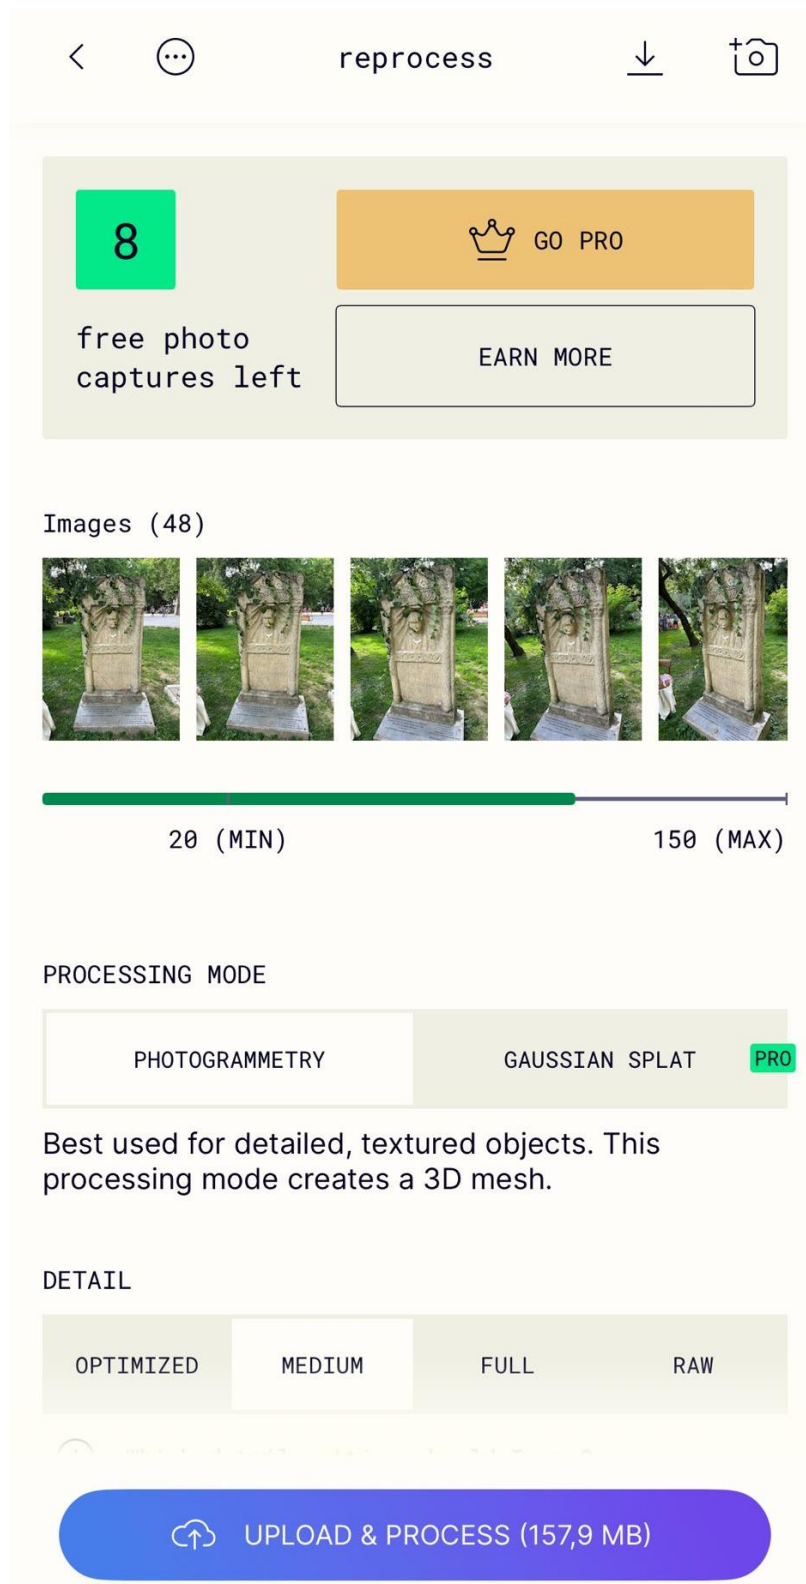 reprocess
8
GO PRO
free photo
captures left
EARN MORE
Images (48)
20 (MIN)
150 (MAX)
PROCESSING MODE
PHOTOGRAMMETRY
GAUSSIAN SPLAT
PRO
Best used for detailed, textured objects. This
processing mode creates a 3D mesh.
DETAIL
OPTIMIZED
MEDIUM
FULL
RAW
UPLOAD & PROCESS (157,9 MB)